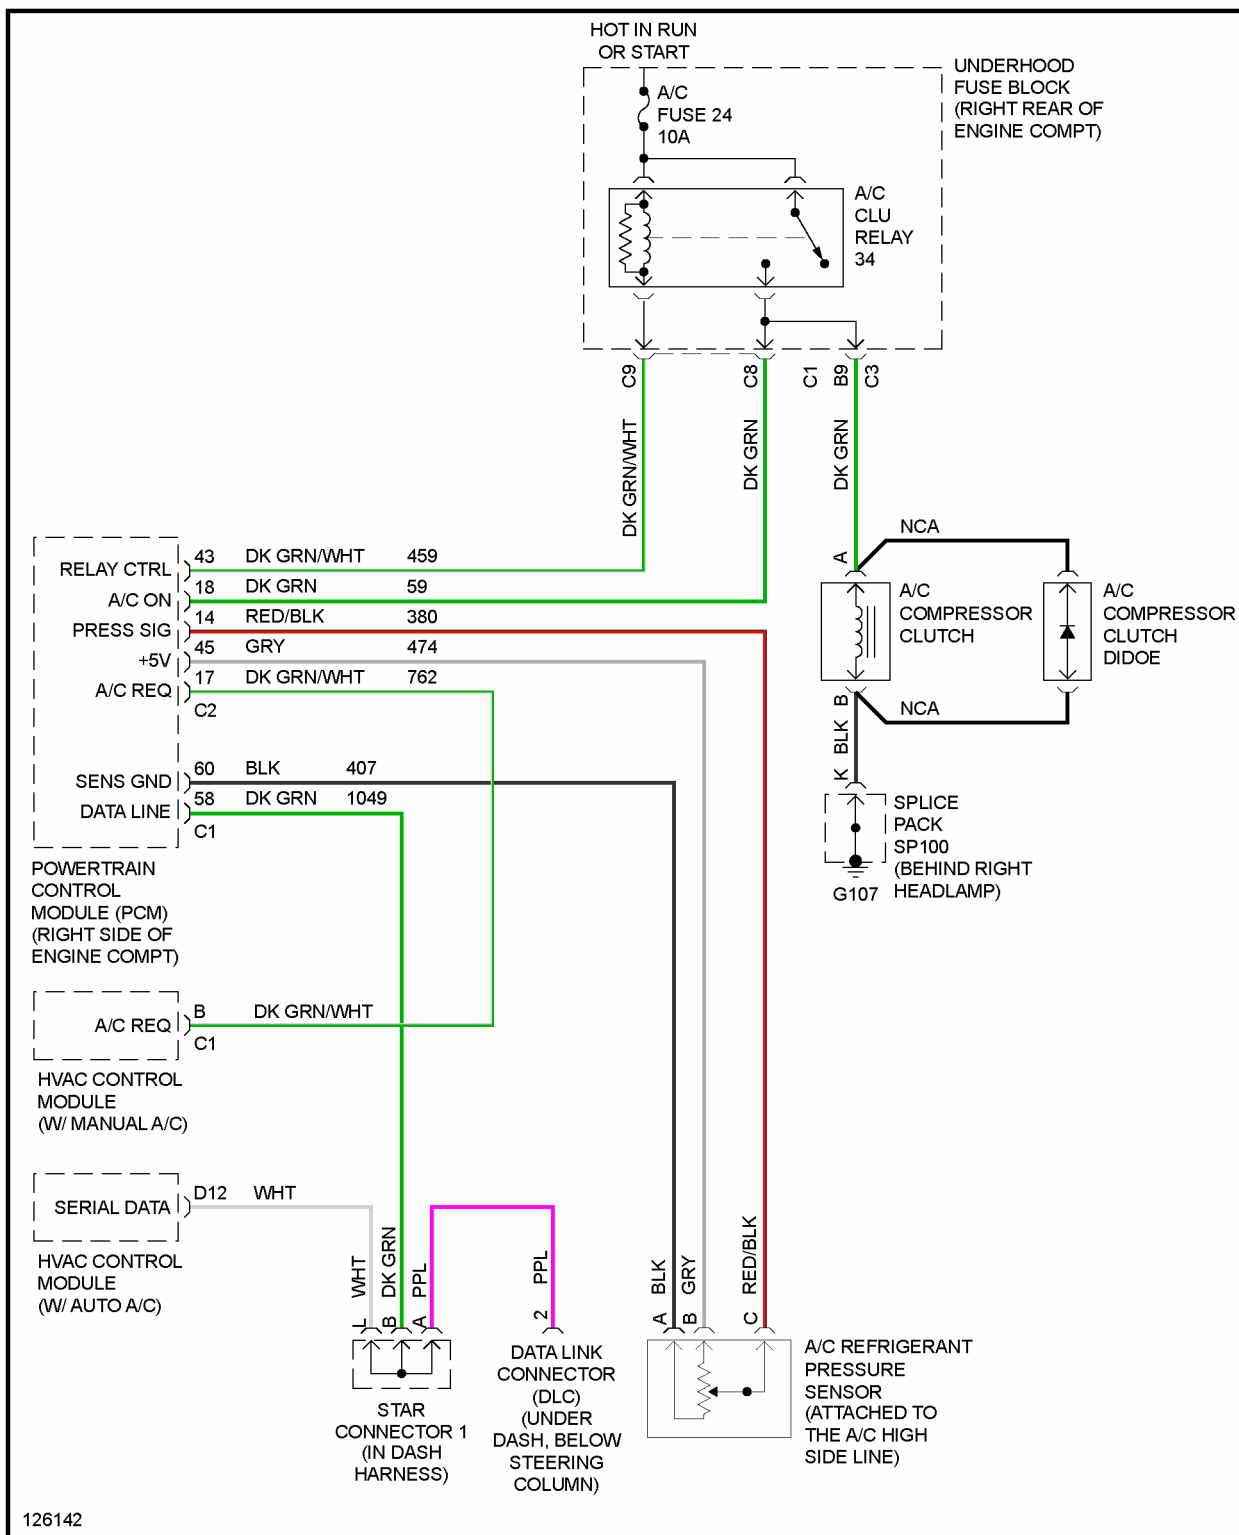 HOT IN RUN
OR START
UNDERHOOD
FUSE BLOCK
(RIGHT REAR OF
ENGINE COMPT)
A/C
FUSE 24
10A
A/C
CLU
RELAY
34
C9
C8
C1
B9
C3
DK GRN/WHT
DK GRN
DK GRN
NCA
A
A/C
COMPRESSOR
CLUTCH
A/C
COMPRESSOR
CLUTCH
DIDOE
B
NCA
BLK
K
SPLICE
PACK
SP100
(BEHIND RIGHT
HEADLAMP)
G107
RELAY CTRL 43 DK GRN/WHT 459
A/C ON 18 DK GRN 59
PRESS SIG 14 RED/BLK 380
+5V 45 GRY 474
A/C REQ 17 DK GRN/WHT 762
C2
SENS GND 60 BLK 407
DATA LINE 58 DK GRN 1049
C1
POWERTRAIN
CONTROL
MODULE (PCM)
(RIGHT SIDE OF
ENGINE COMPT)
A/C REQ B DK GRN/WHT
C1
HVAC CONTROL
MODULE
(W/ MANUAL A/C)
SERIAL DATA D12 WHT
HVAC CONTROL
MODULE
(W/ AUTO A/C)
WHT
DK GRN
PPL
PPL
BLK
GRY
RED/BLK
L
B
A
2
A
B
C
STAR
CONNECTOR 1
(IN DASH
HARNESS)
DATA LINK
CONNECTOR
(DLC)
(UNDER
DASH, BELOW
STEERING
COLUMN)
A/C REFRIGERANT
PRESSURE
SENSOR
(ATTACHED TO
THE A/C HIGH
SIDE LINE)
126142